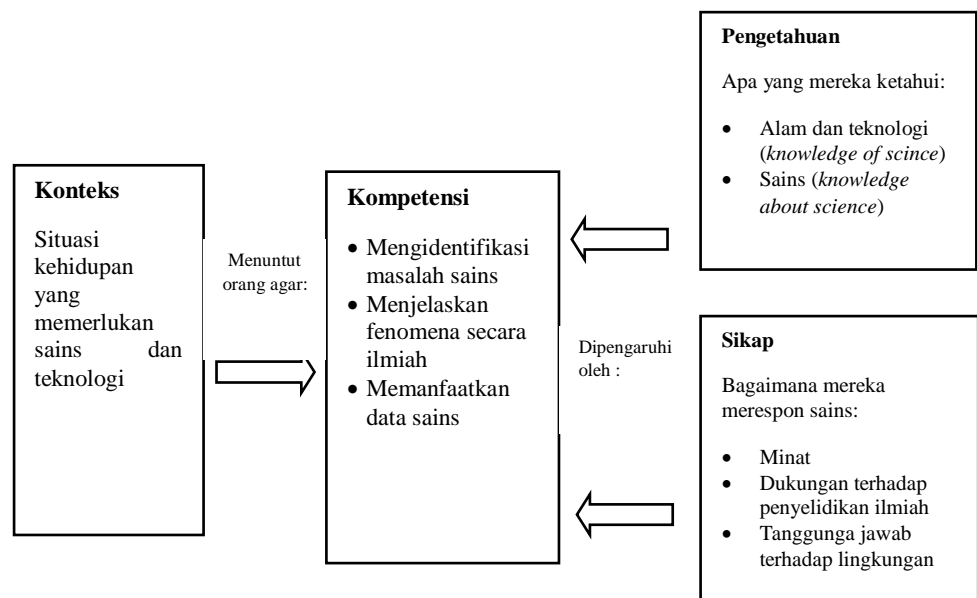 Konteks
Situasi
kehidupan
yang
memerlukan
sains dan
teknologi
Menuntut
orang agar:
Kompetensi
• Mengidentifikasi
masalah sains
• Menjelaskan
fenomena secara
ilmiah
• Memanfaatkan
data sains
Dipengaruhi
oleh :
Pengetahuan
Apa yang mereka ketahui:
• Alam dan teknologi
(knowledge of scince)
• Sains (knowledge
about science)
Sikap
Bagaimana mereka
merespon sains:
• Minat
• Dukungan terhadap
penyelidikan ilmiah
• Tanggunga jawab
terhadap lingkungan